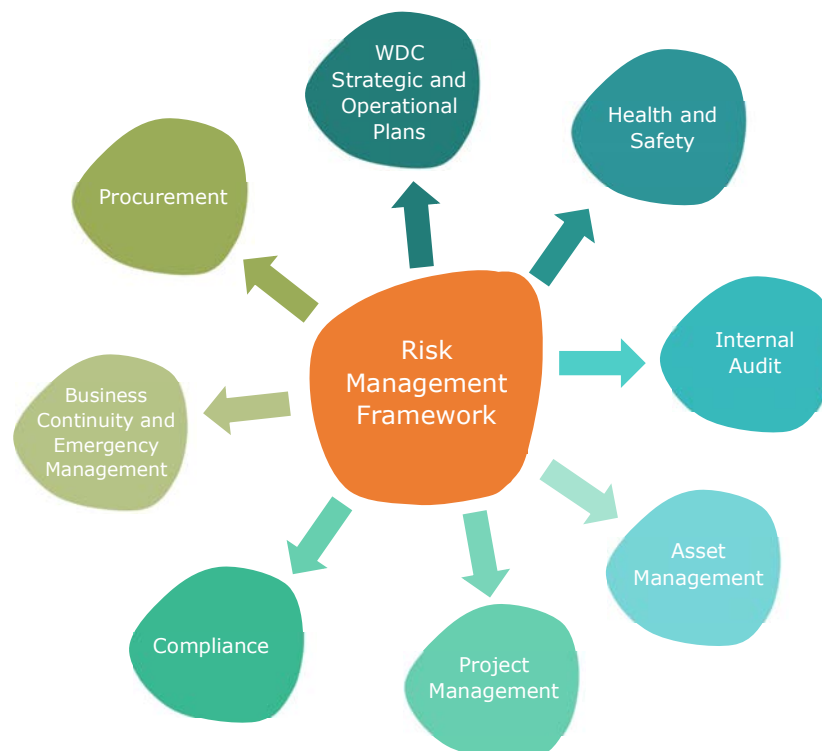 WDC
Strategic and
Operational
Plans
Health and
Safety
Procurement
Internal
Audit
Risk
Management
Framework
Business
Continuity and
Emergency
Management
Asset
Management
Compliance
Project
Management